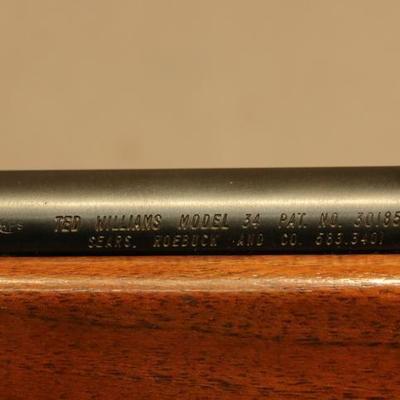 TED WILLIAMS MODEL 34 PAT. NO. 30185
SEARS, ROEBUCK AND CO. 583.3401